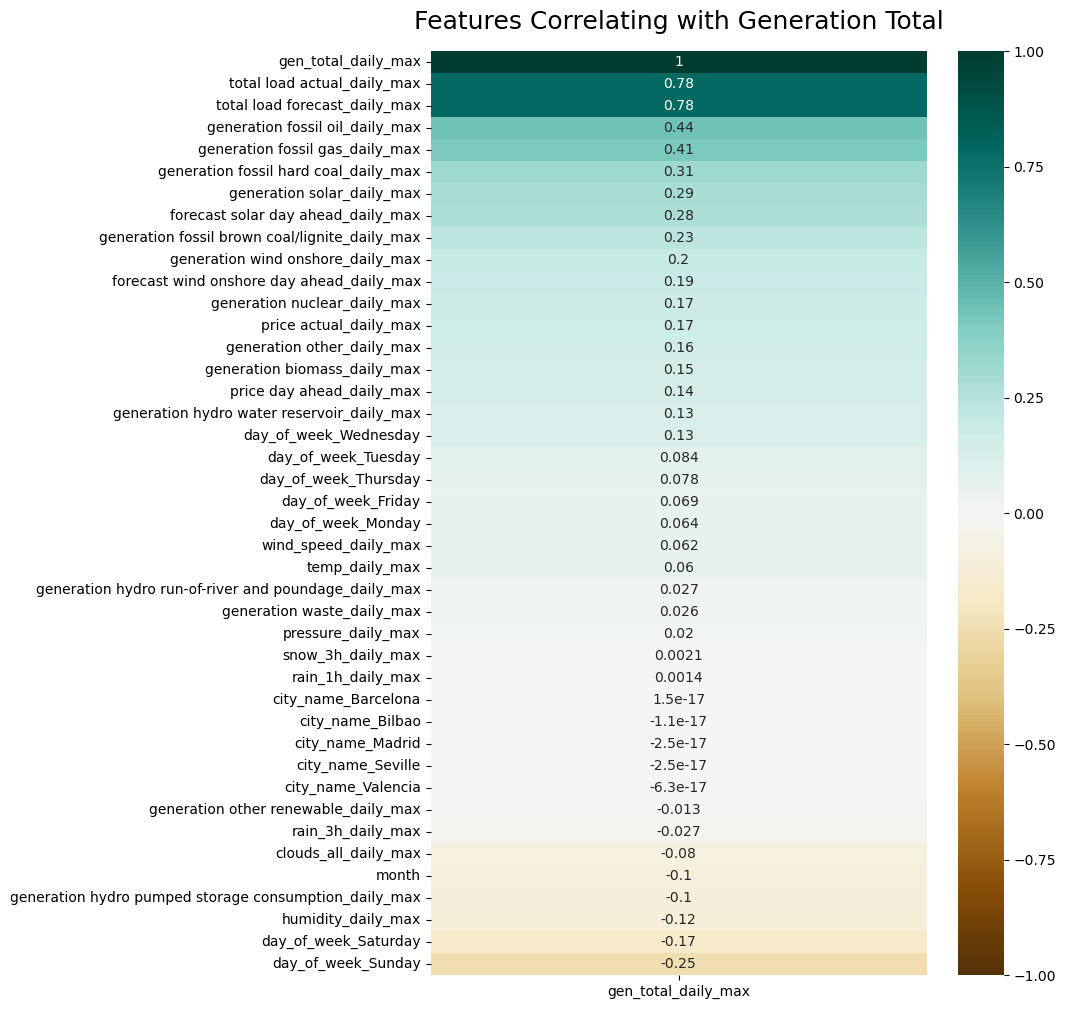 Features Correlating with Generation Total
gen_total_daily_max 1
total load actual_daily_max 0.78
total load forecast_daily_max 0.78
generation fossil oil_daily_max 0.44
generation fossil gas_daily_max 0.41
generation fossil hard coal_daily_max 0.31
generation solar_daily_max 0.29
forecast solar day ahead_daily_max 0.28
generation fossil brown coal/lignite_daily_max 0.23
generation wind onshore_daily_max 0.2
forecast wind onshore day ahead_daily_max 0.19
generation nuclear_daily_max 0.17
price actual_daily_max 0.17
generation other_daily_max 0.16
generation biomass_daily_max 0.15
price day ahead_daily_max 0.14
generation hydro water reservoir_daily_max 0.13
day_of_week_Wednesday 0.13
day_of_week_Tuesday 0.084
day_of_week_Thursday 0.078
day_of_week_Friday 0.069
day_of_week_Monday 0.064
wind_speed_daily_max 0.062
temp_daily_max 0.06
generation hydro run-of-river and poundage_daily_max 0.027
generation waste_daily_max 0.026
pressure_daily_max 0.02
snow_3h_daily_max 0.0021
rain_1h_daily_max 0.0014
city_name_Barcelona 1.5e-17
city_name_Bilbao -1.1e-17
city_name_Madrid -2.5e-17
city_name_Seville -2.5e-17
city_name_Valencia -6.3e-17
generation other renewable_daily_max -0.013
rain_3h_daily_max -0.027
clouds_all_daily_max -0.08
month -0.1
generation hydro pumped storage consumption_daily_max -0.1
humidity_daily_max -0.12
day_of_week_Saturday -0.17
day_of_week_Sunday -0.25
gen_total_daily_max
1.00
0.75
0.50
0.25
0.00
−0.25
−0.50
−0.75
−1.00